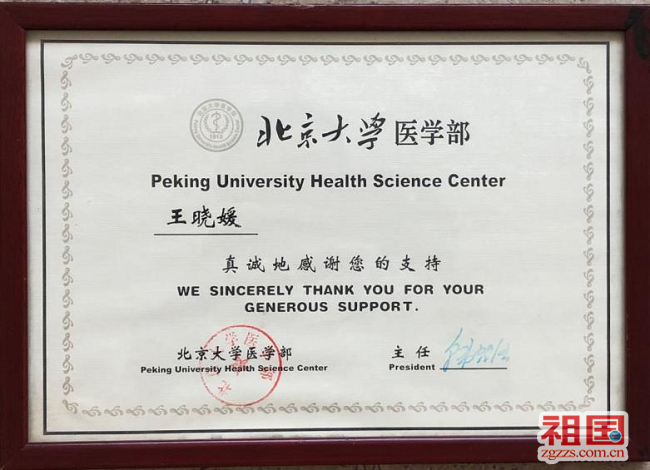 北京大学医学部
Peking University Health Science Center
王晓媛
真诚地感谢您的支持
WE SINCERELY THANK YOU FOR YOUR
GENEROUS SUPPORT.
北京大学医学部
主任
Peking University Health Science Center
President
祖国
zgzzs.com.cn